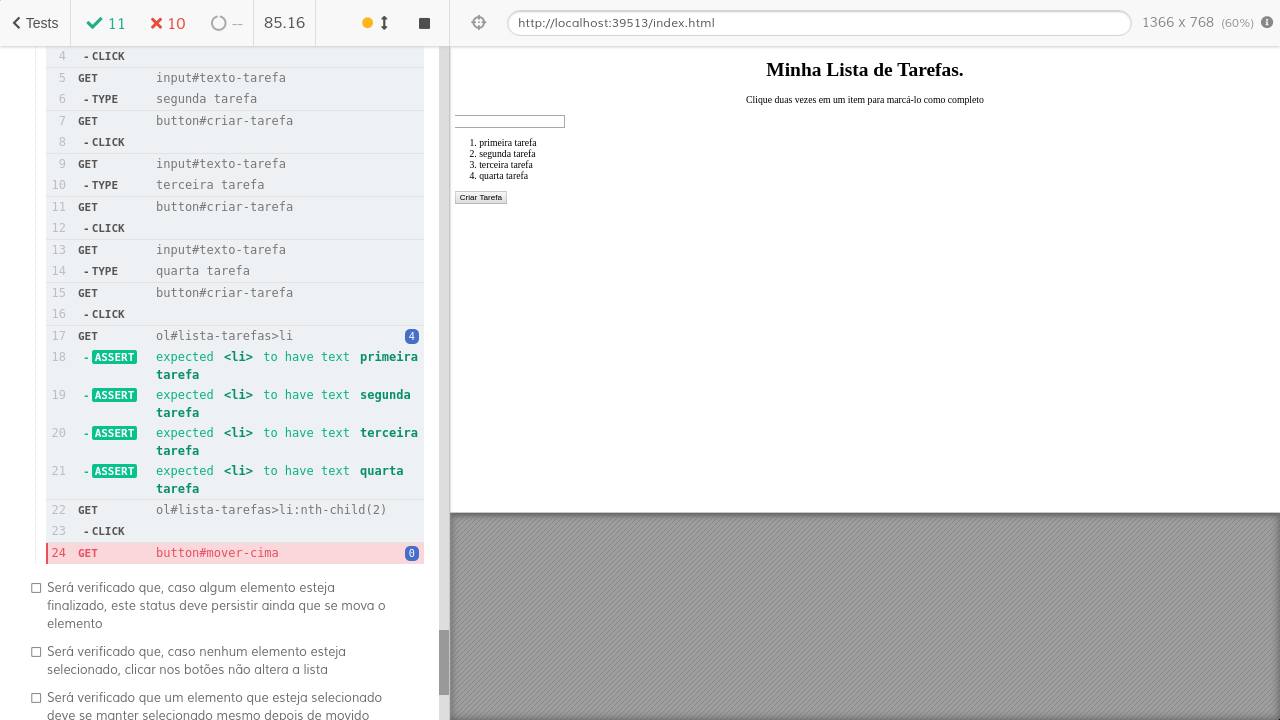 Tests 11 10 -- 85.16 http://localhost:39513/index.html 1366 x 768 (60%)
4 - CLICK
5 GET input#texto-tarefa
6 - TYPE segunda tarefa
7 GET button#criar-tarefa
8 - CLICK
9 GET input#texto-tarefa
10 - TYPE terceira tarefa
11 GET button#criar-tarefa
12 - CLICK
13 GET input#texto-tarefa
14 - TYPE quarta tarefa
15 GET button#criar-tarefa
16 - CLICK
17 GET ol#lista-tarefas>li 4
18 - ASSERT expected <li> to have text primeira
tarefa
19 - ASSERT expected <li> to have text segunda
tarefa
20 - ASSERT expected <li> to have text terceira
tarefa
21 - ASSERT expected <li> to have text quarta
tarefa
22 GET ol#lista-tarefas>li:nth-child(2)
23 - CLICK
24 GET button#mover-cima 0
Será verificado que, caso algum elemento esteja
finalizado, este status deve persistir ainda que se mova o
elemento
Será verificado que, caso nenhum elemento esteja
selecionado, clicar nos botões não altera a lista
Será verificado que um elemento que esteja selecionado
deve se manter selecionado mesmo depois de movido
Minha Lista de Tarefas.
Clique duas vezes em um item para marcá-lo como completo
1. primeira tarefa
2. segunda tarefa
3. terceira tarefa
4. quarta tarefa
Criar Tarefa